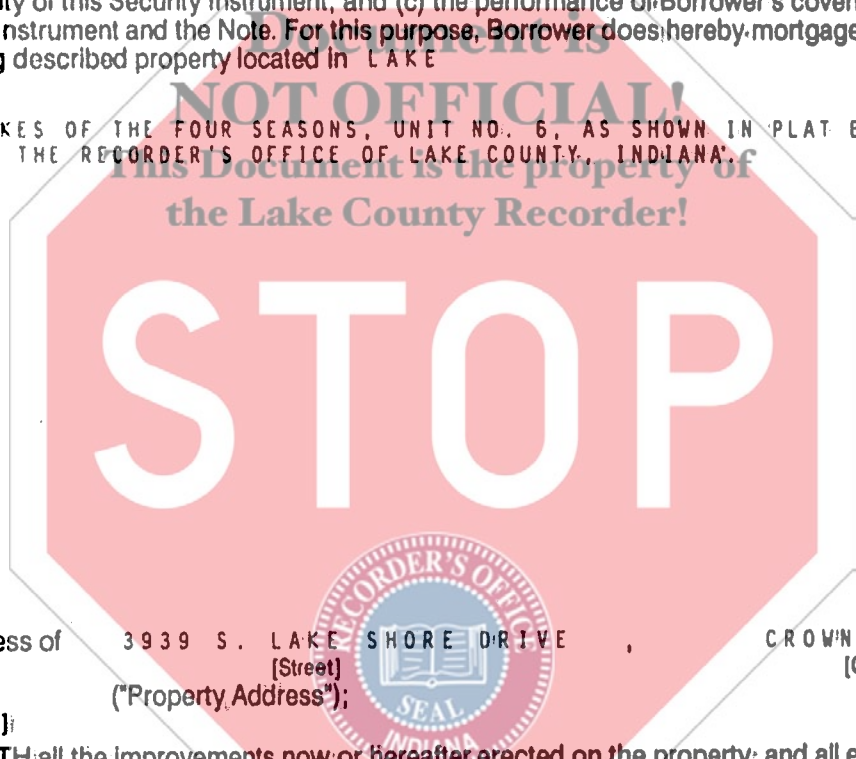 ty of this Security Instrument; and (c) the performance of Borrower's coven
nstrument and the Note. For this purpose, Borrower does hereby mortgage
Document is
g described property located in LAKE
NOT OFFICIAL!
KES OF THE FOUR SEASONS, UNIT NO. 6, AS SHOWN IN PLAT B
THE RECORDER'S OFFICE OF LAKE COUNTY, INDIANA.
This Document is the property of
the Lake County Recorder!
STOP
RECORDER'S OFFICE
ess of 3939 S. LAKE SHORE DRIVE , CROWN
[Street] [C
("Property Address");
SEAL
]
INDIANA
TH all the improvements now or hereafter erected on the property, and all e